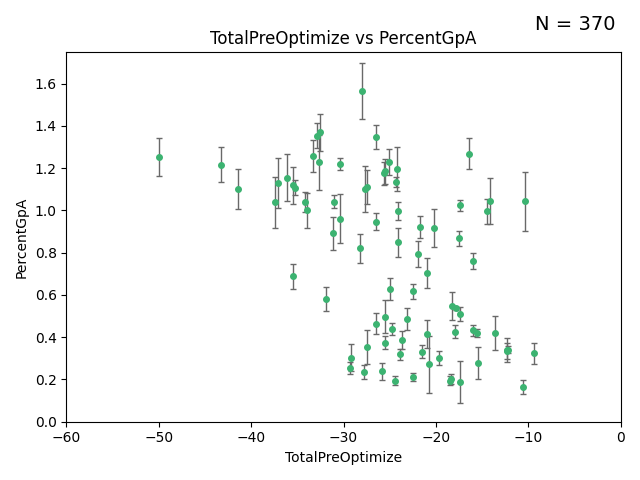 N = 370
TotalPreOptimize vs PercentGpA
PercentGpA
1.6
1.4
1.2
1.0
0.8
0.6
0.4
0.2
0.0
−60 −50 −40 −30 −20 −10 0
TotalPreOptimize